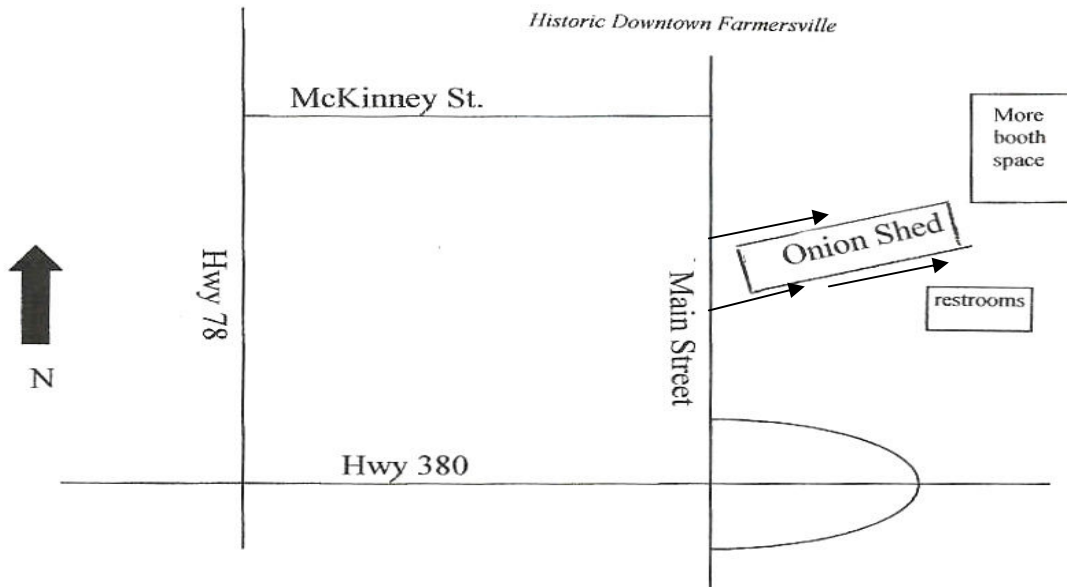 Historic Downtown Farmersville
McKinney St.
More
booth
space
Onion Shed
Hwy 78
Main Street
restrooms
N
Hwy 380